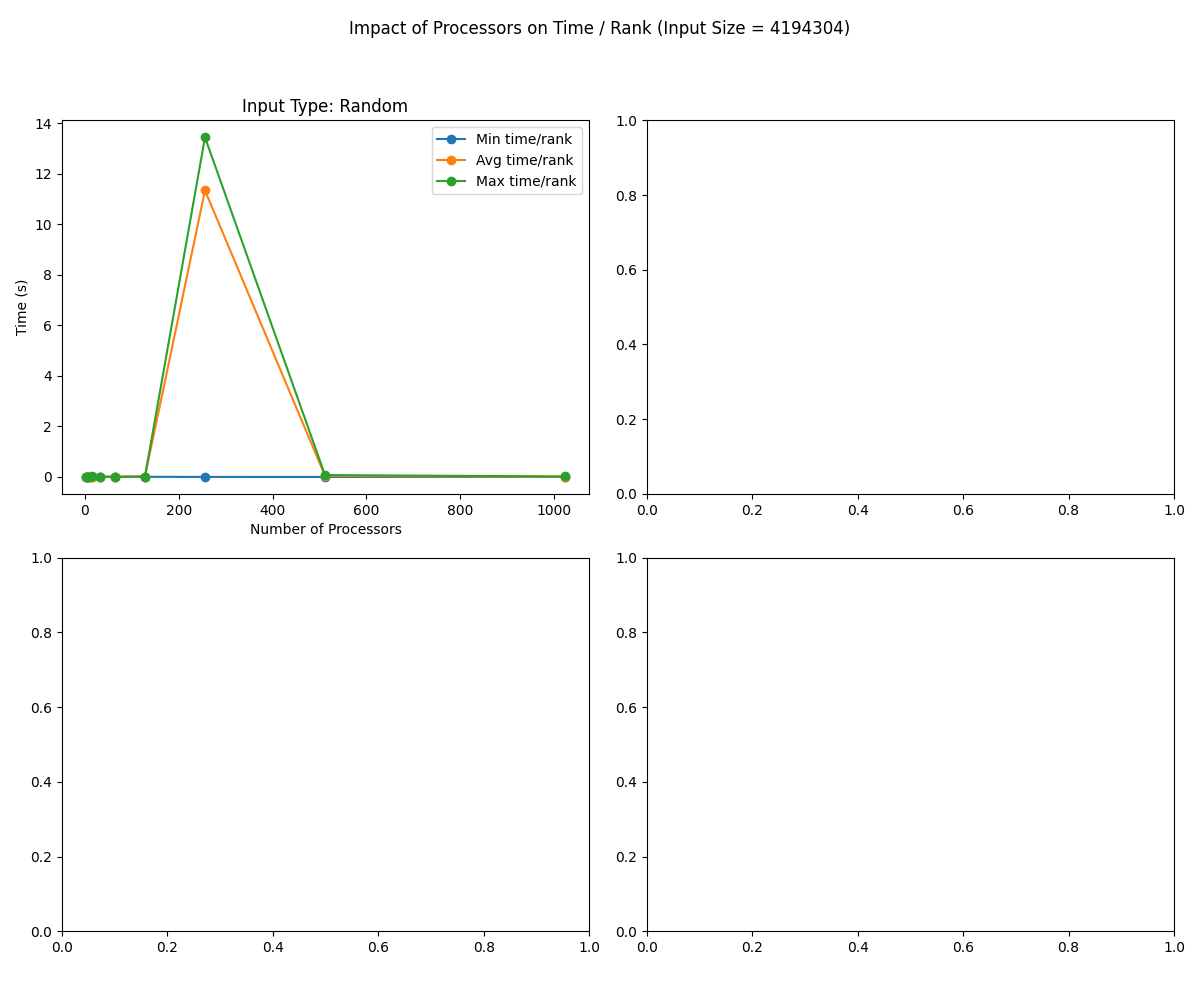 Impact of Processors on Time / Rank (Input Size = 4194304)
Input Type: Random
14
12
10
8
6
4
2
0
Time (s)
Min time/rank
Avg time/rank
Max time/rank
0 200 400 600 800 1000
Number of Processors
1.0
0.8
0.6
0.4
0.2
0.0
0.0 0.2 0.4 0.6 0.8 1.0
1.0
0.8
0.6
0.4
0.2
0.0
0.0 0.2 0.4 0.6 0.8 1.0
1.0
0.8
0.6
0.4
0.2
0.0
0.0 0.2 0.4 0.6 0.8 1.0